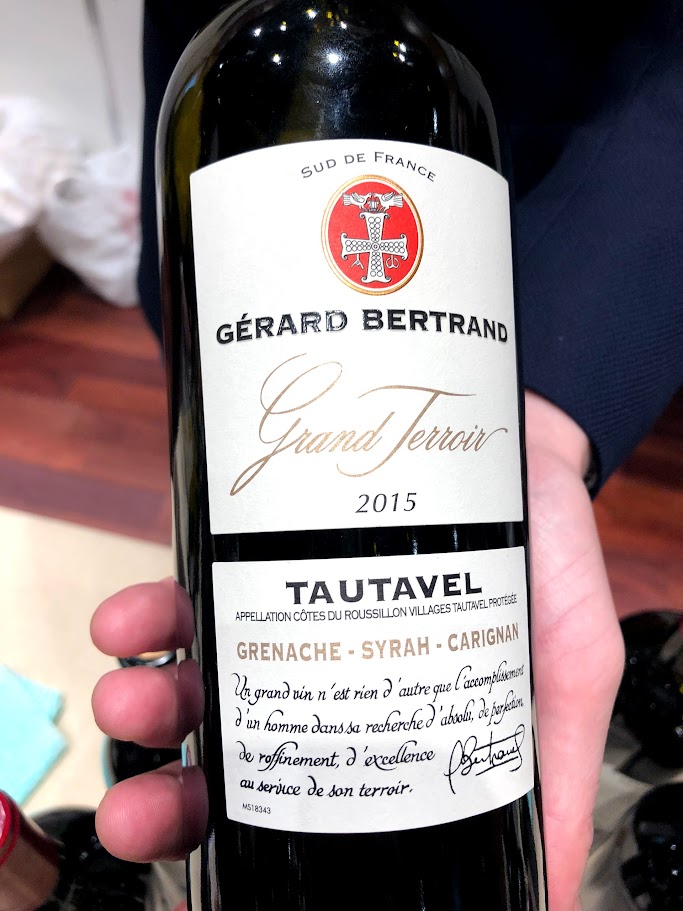 SUD DE FRANCE
GÉRARD BERTRAND
Grand Terroir
2015
TAUTAVEL
APPELLATION CÔTES DU ROUSSILLON VILLAGES TAUTAVEL PROTÉGÉE
GRENACHE - SYRAH - CARIGNAN
Un grand vin n'est rien d'autre que l'accomplissement
d'un homme dans sa recherche d'absolu, de perfection,
de raffinement, d'excellence
au service de son terroir.
GBertrand
MS18343